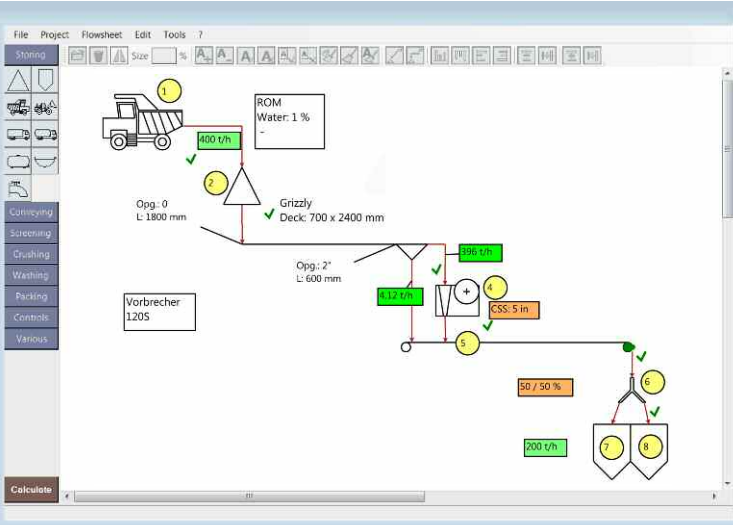 File Project Flowsheet Edit Tools ?
Storing
Size %
1
ROM
Water: 1 %
-
400 t/h
2
Opg.: 0
L: 1800 mm
Grizzly
Deck: 700 x 2400 mm
Conveying
Screening
Crushing
Washing
Packing
Controls
Various
396 t/h
Opg.: 2"
L: 600 mm
4
4.12 t/h
CSS: 5 in
Vorbrecher
120S
5
6
50 / 50 %
200 t/h
7
8
Calculate